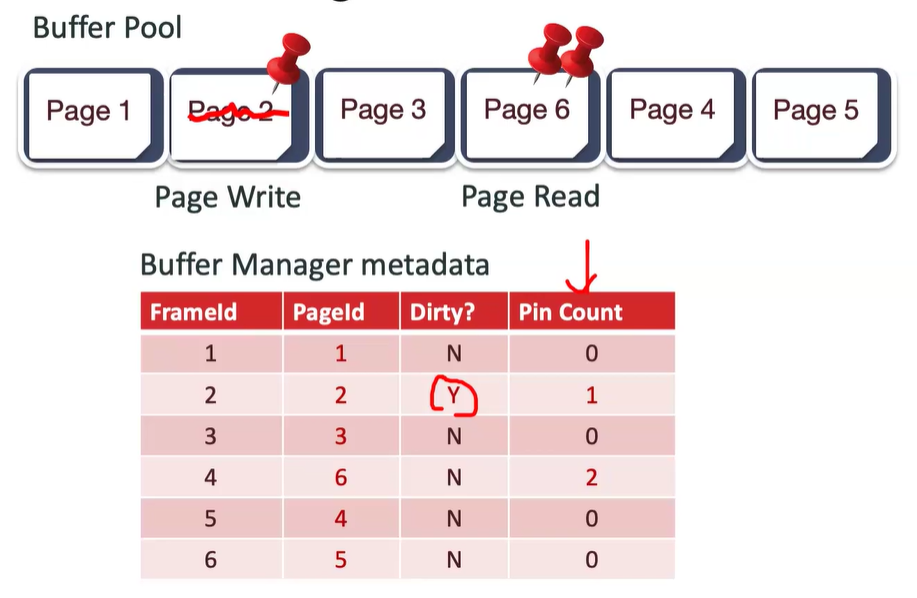 Buffer Pool
Page 1 Page 2 Page 3 Page 6 Page 4 Page 5
Page Write Page Read
Buffer Manager metadata
FrameId PageId Dirty? Pin Count
1 1 N 0
2 2 Y 1
3 3 N 0
4 6 N 2
5 4 N 0
6 5 N 0